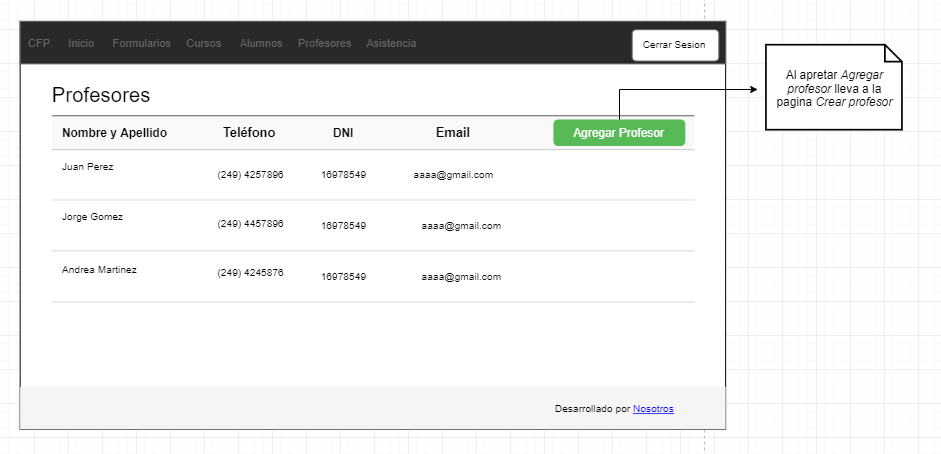 CFP Inicio Formularios Cursos Alumnos Profesores Asistencia Cerrar Sesion
Profesores
Nombre y Apellido Teléfono DNI Email Agregar Profesor
Juan Perez (249) 4257896 16978549 aaaa@gmail.com
Jorge Gomez (249) 4457896 16978549 aaaa@gmail.com
Andrea Martinez (249) 4245876 16978549 aaaa@gmail.com
Desarrollado por Nosotros
Al apretar Agregar
profesor lleva a la
pagina Crear profesor